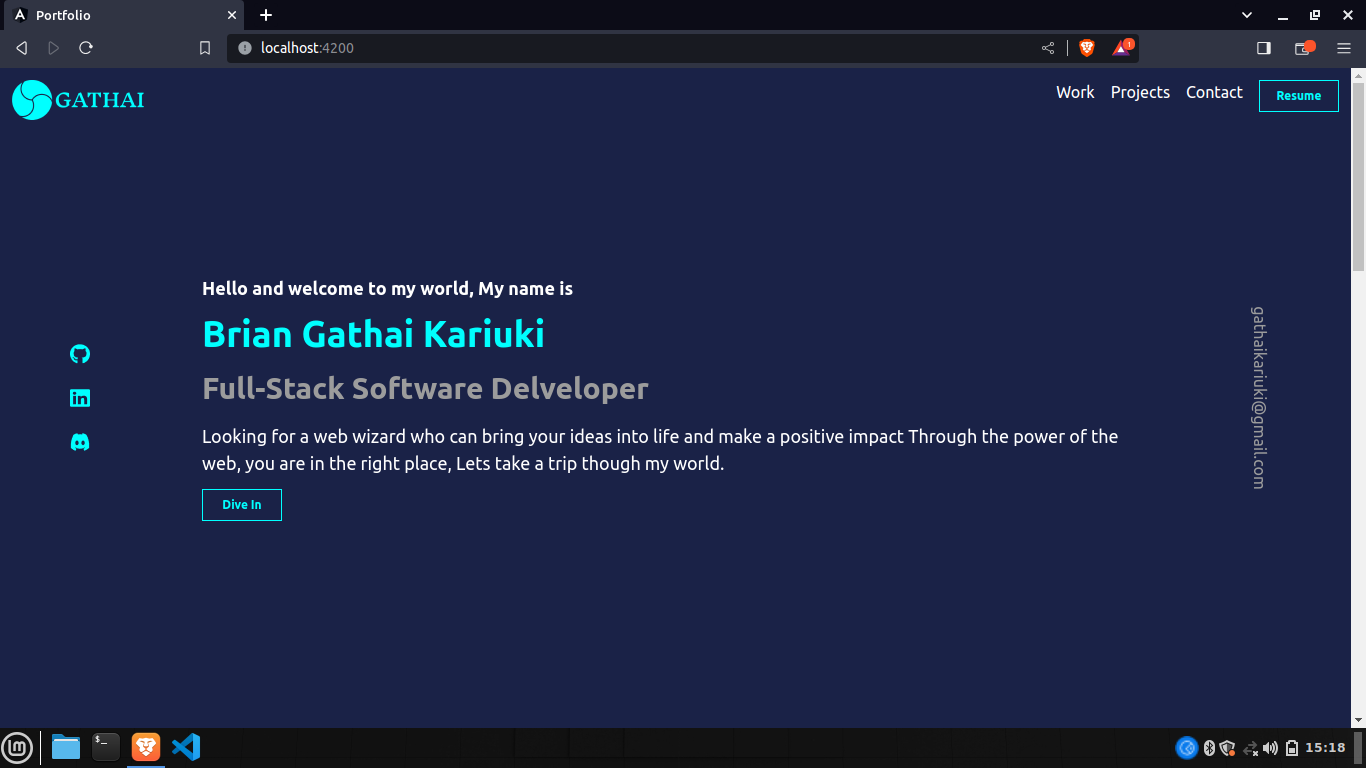 Portfolio
localhost:4200
1
GATHAI
Work Projects Contact Resume
Hello and welcome to my world, My name is
Brian Gathai Kariuki
Full-Stack Software Delveloper
Looking for a web wizard who can bring your ideas into life and make a positive impact Through the power of the
web, you are in the right place, Lets take a trip though my world.
Dive In
gathaikariuki@gmail.com
15:18